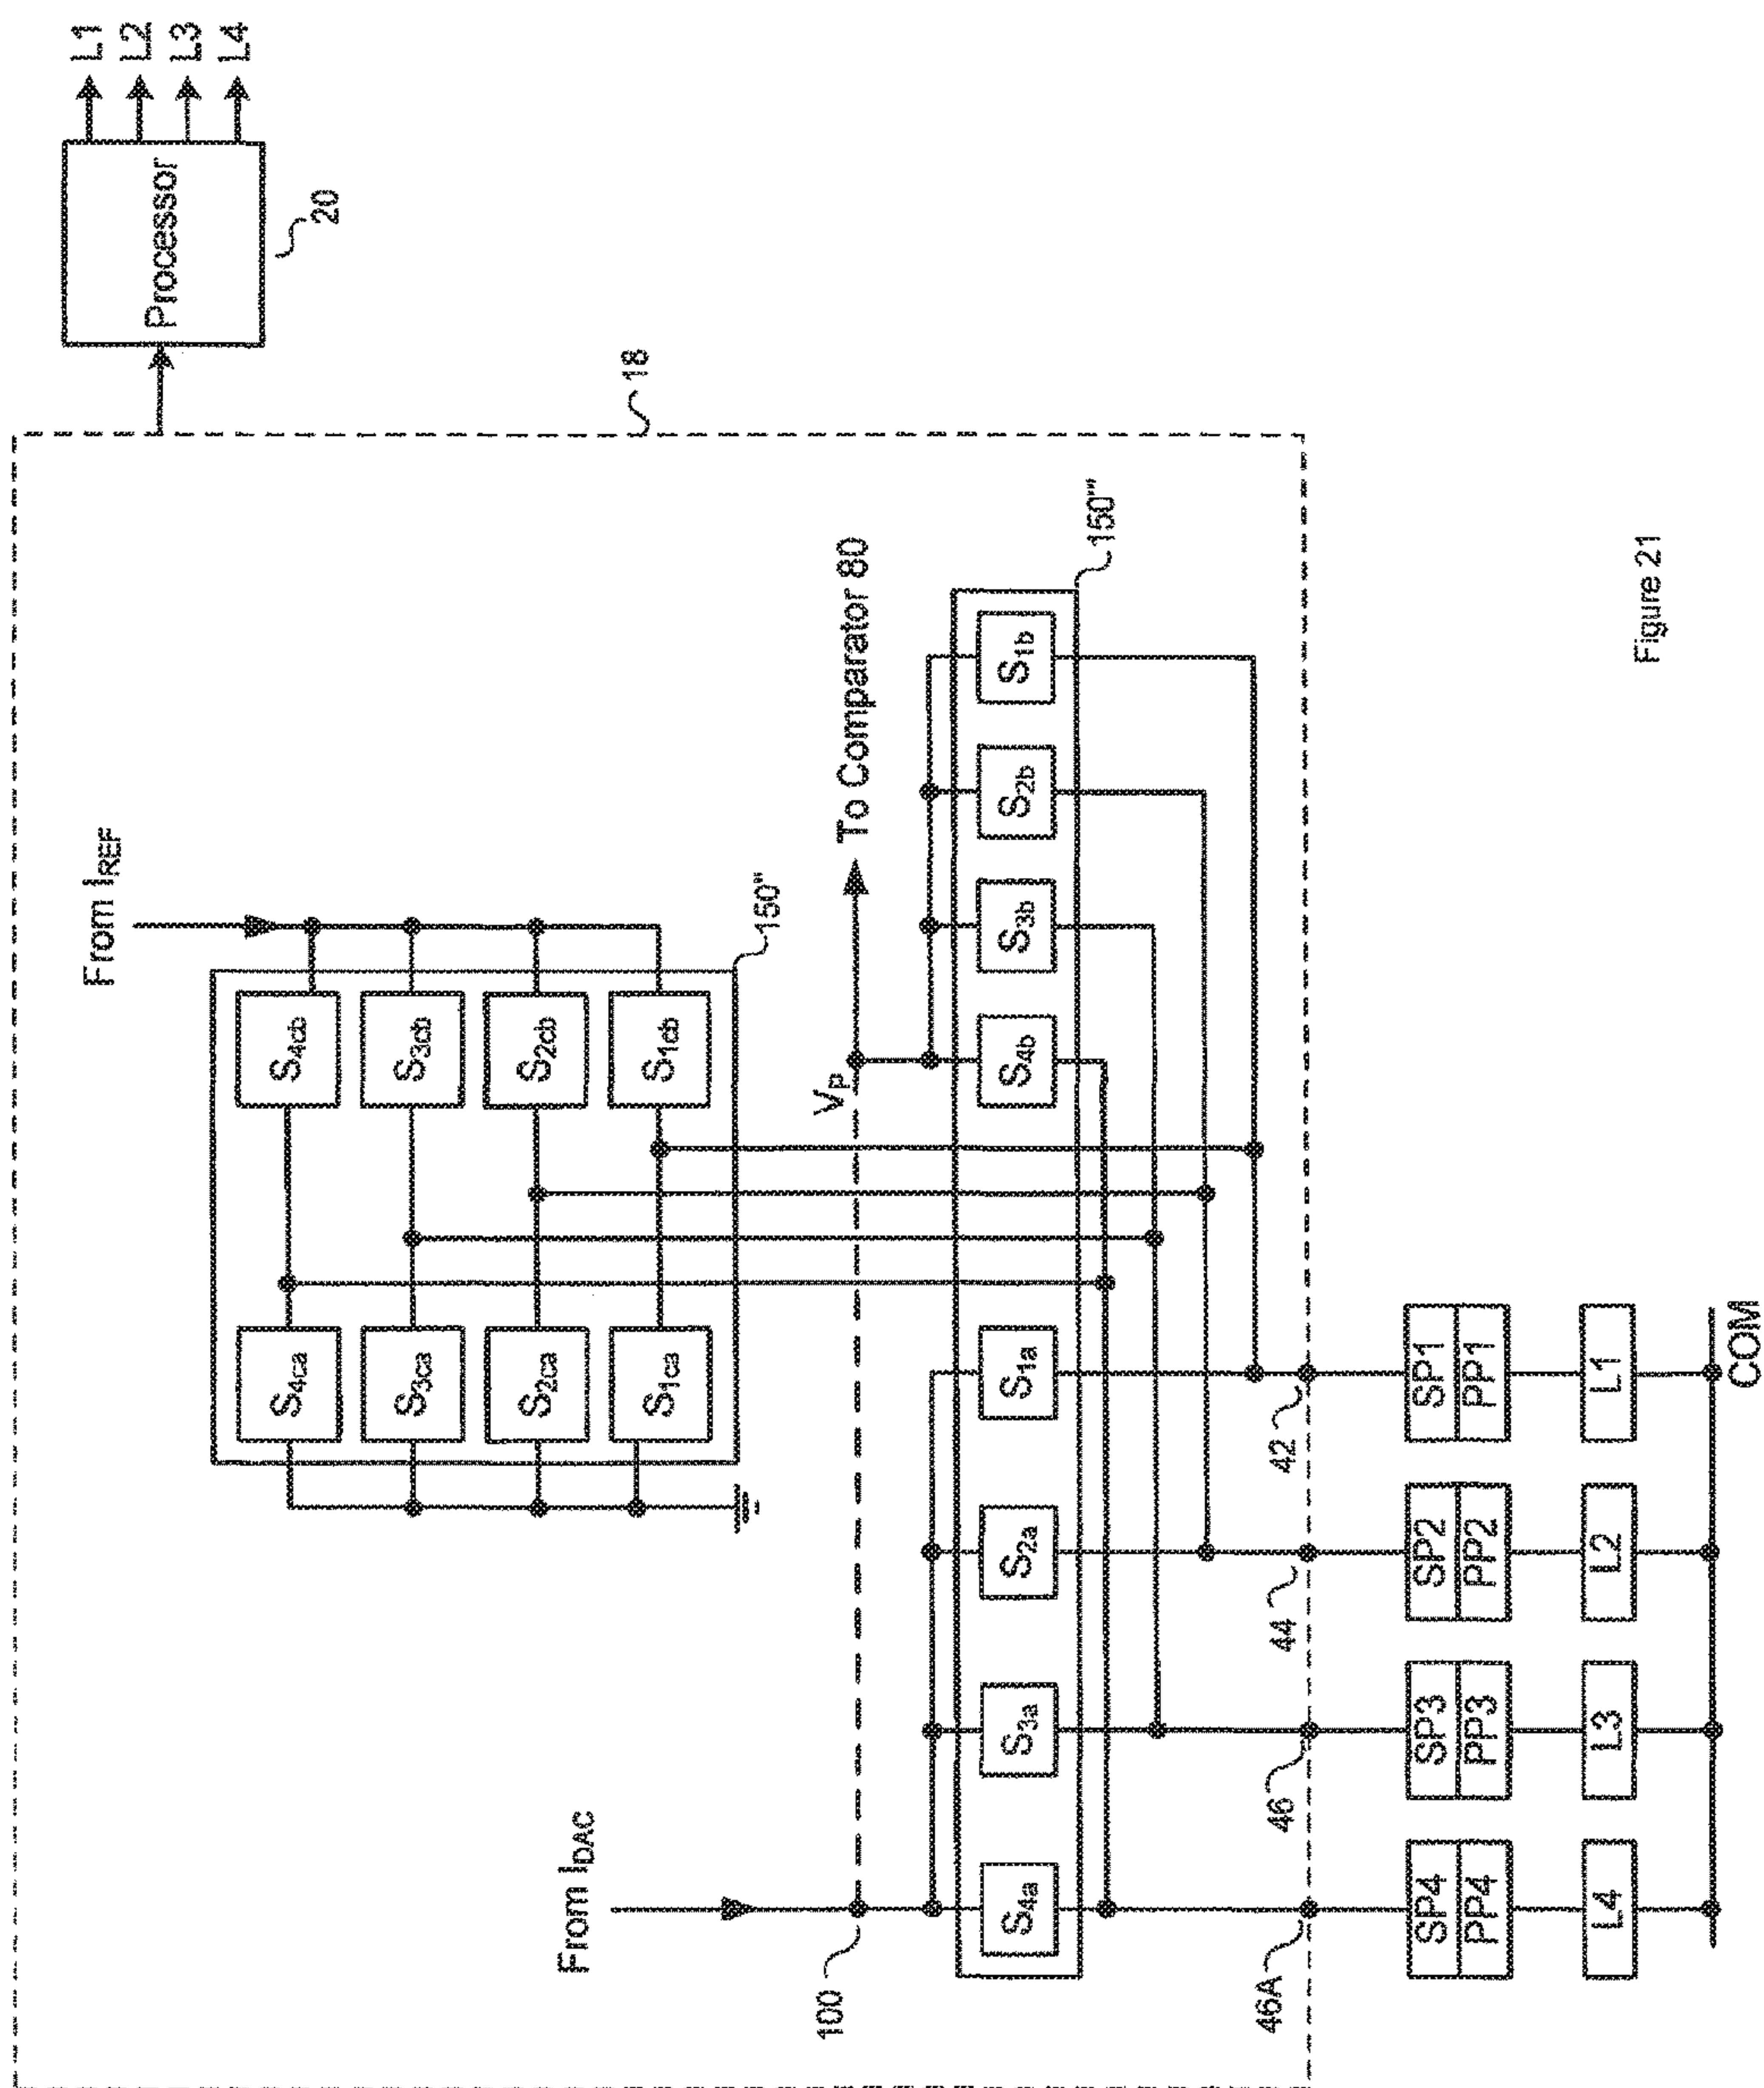 Processor
L1
L2
L3
L4
20
18
From IREF
S4ca
S4cb
S3ca
S3cb
S2ca
S2cb
S1ca
S1cb
150"
From IDAC
100
VP
To Comparator 80
S4a
S3a
S2a
S1a
S4b
S3b
S2b
S1b
150'''
46A
46
44
42
SP4
PP4
SP3
PP3
SP2
PP2
SP1
PP1
L4
L3
L2
L1
COM
Figure 21